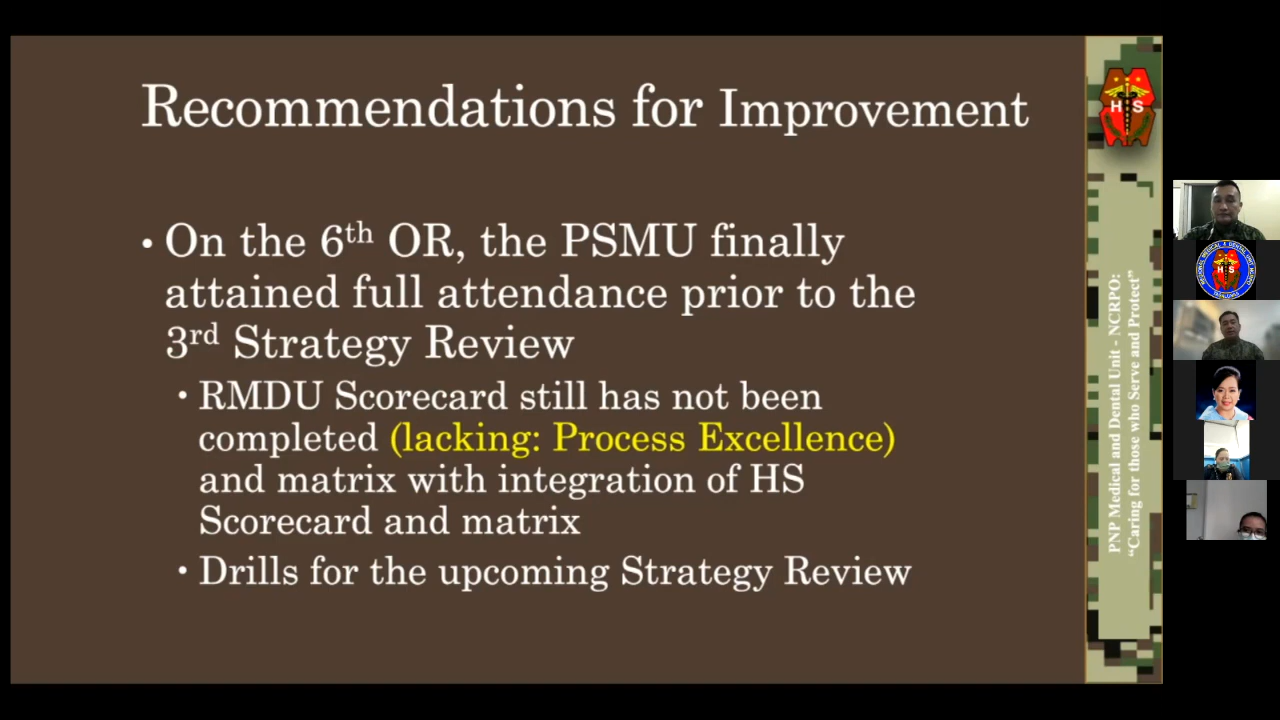 Recommendations for Improvement
• On the 6th OR, the PSMU finally
attained full attendance prior to the
3rd Strategy Review
• RMDU Scorecard still has not been
completed (lacking: Process Excellence)
and matrix with integration of HS
Scorecard and matrix
• Drills for the upcoming Strategy Review
H S
PNP Medical and Dental Unit - NCRPO:
“Caring for those who Serve and Protect”
H S